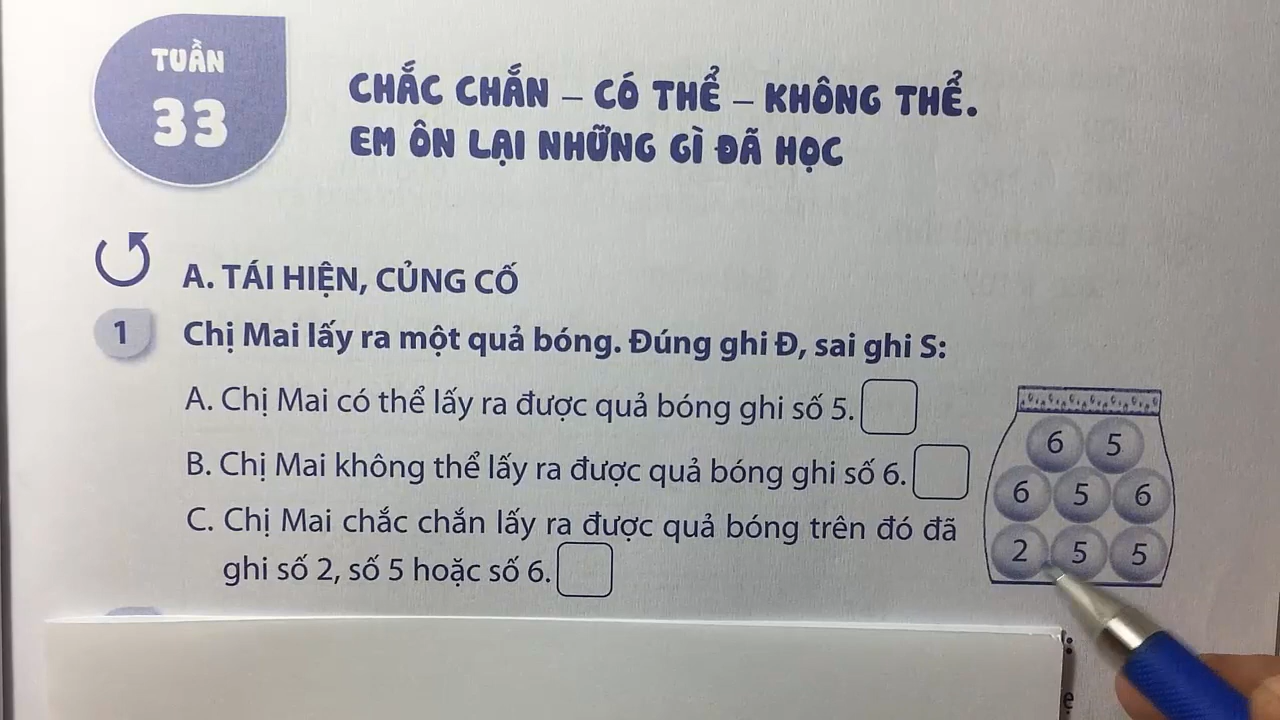 TUẦN
33
CHẮC CHẮN – CÓ THỂ – KHÔNG THỂ.
EM ÔN LẠI NHỮNG GÌ ĐÃ HỌC
A. TÁI HIỆN, CỦNG CỐ
1 Chị Mai lấy ra một quả bóng. Đúng ghi Đ, sai ghi S:
A. Chị Mai có thể lấy ra được quả bóng ghi số 5.
B. Chị Mai không thể lấy ra được quả bóng ghi số 6.
C. Chị Mai chắc chắn lấy ra được quả bóng trên đó đã
ghi số 2, số 5 hoặc số 6.
6 5
6 5 6
2 5 5